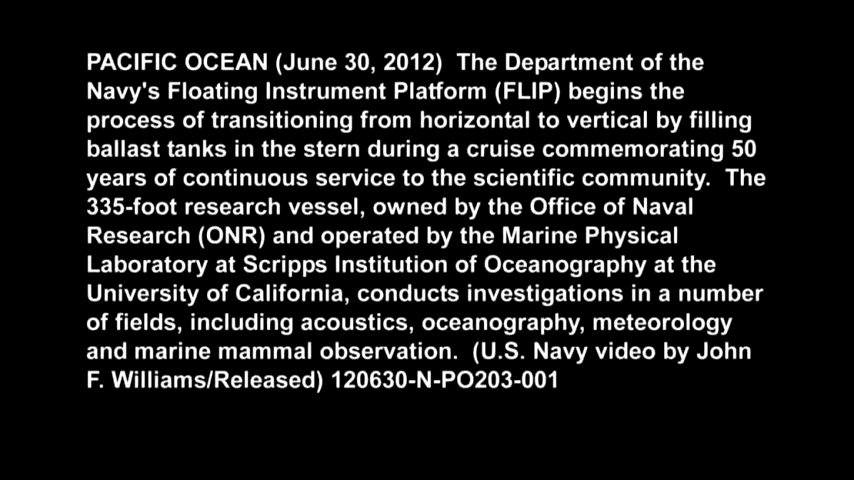 PACIFIC OCEAN (June 30, 2012)  The Department of the
Navy's Floating Instrument Platform (FLIP) begins the
process of transitioning from horizontal to vertical by filling
ballast tanks in the stern during a cruise commemorating 50
years of continuous service to the scientific community.  The
335-foot research vessel, owned by the Office of Naval
Research (ONR) and operated by the Marine Physical
Laboratory at Scripps Institution of Oceanography at the
University of California, conducts investigations in a number
of fields, including acoustics, oceanography, meteorology
and marine mammal observation.  (U.S. Navy video by John
F. Williams/Released) 120630-N-PO203-001